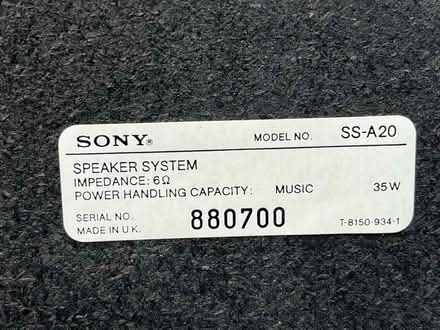 SONY® MODEL NO. SS-A20
SPEAKER SYSTEM
IMPEDANCE: 6Ω
POWER HANDLING CAPACITY: MUSIC 35W
SERIAL NO. 880700
MADE IN U.K. T-8150-934-1